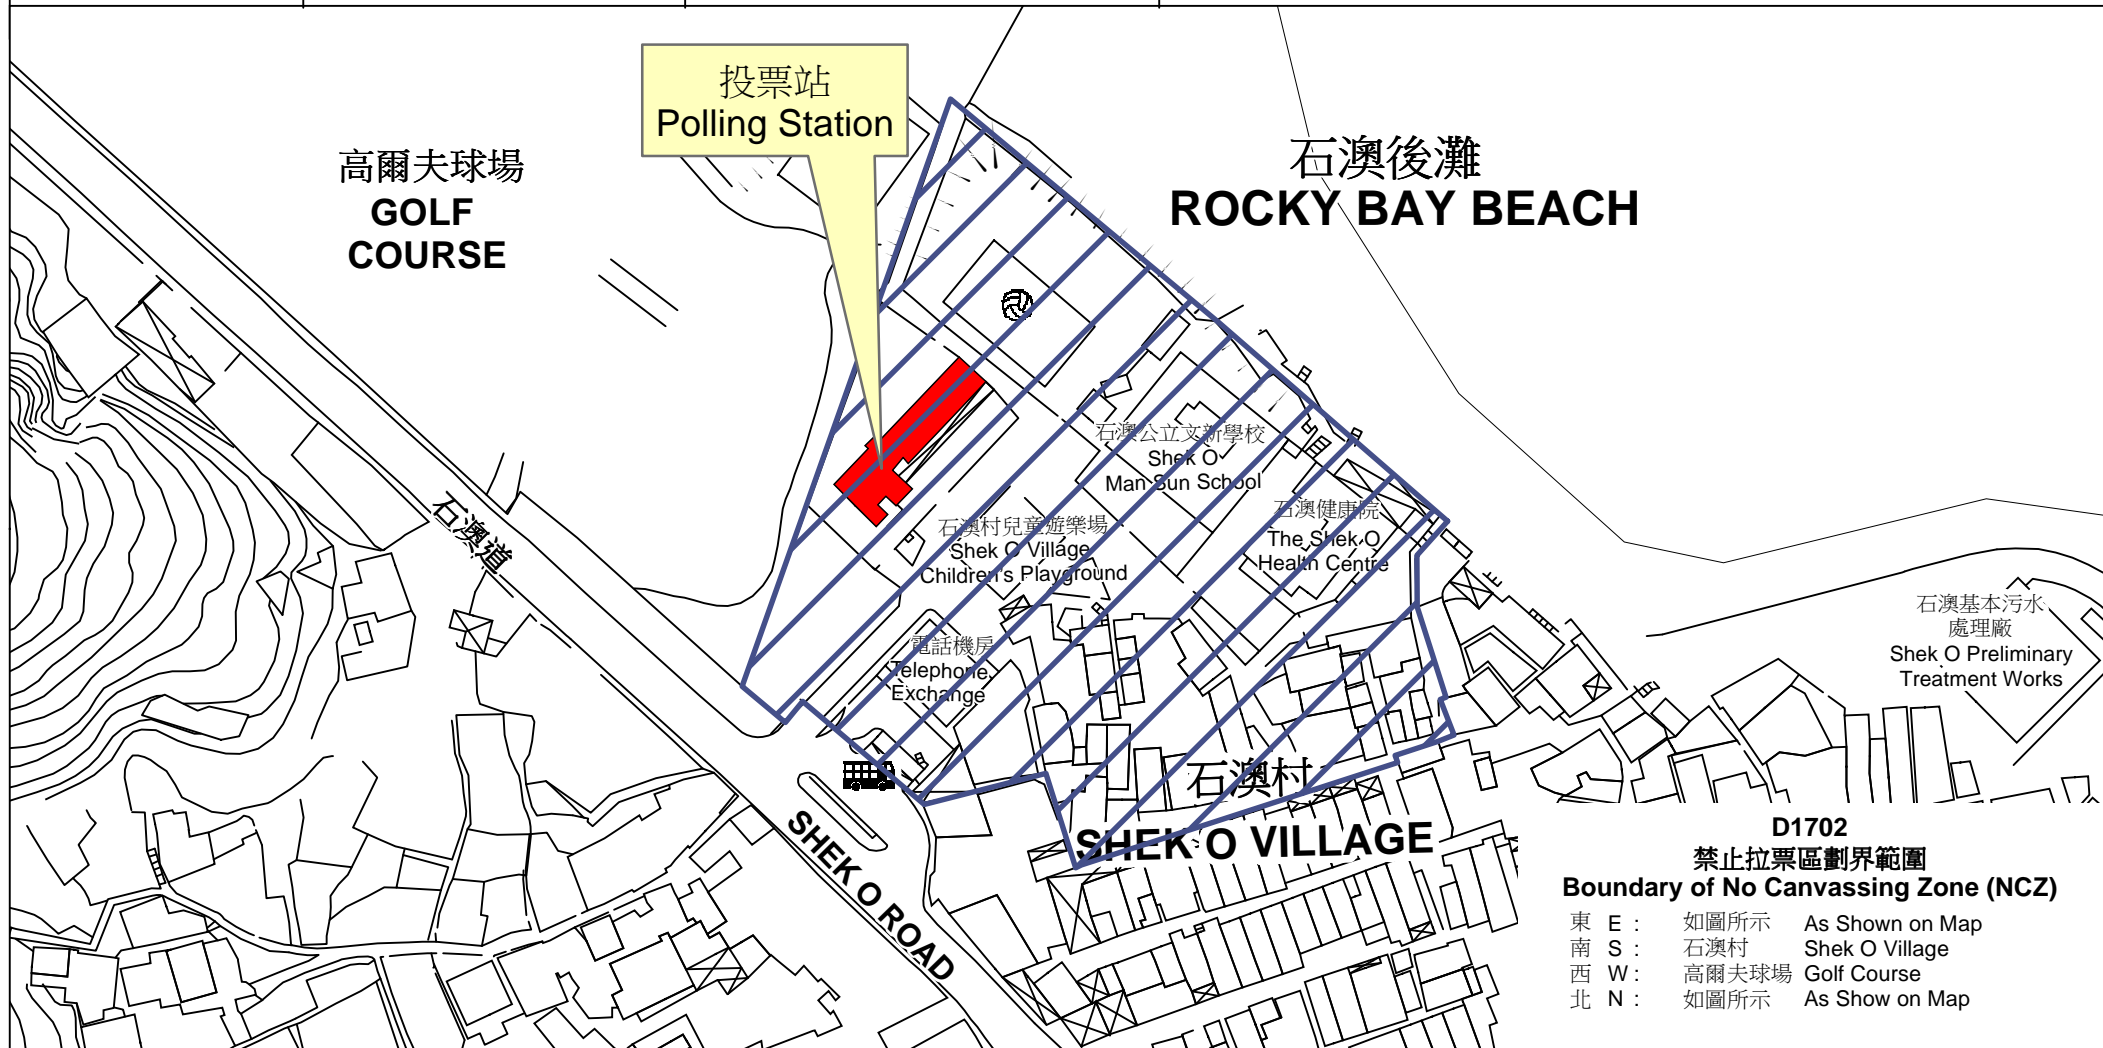 投票站
Polling Station
高爾夫球場
GOLF
COURSE
石澳後灘
ROCKY BAY BEACH
石澳公立文新學校
Shek O
Man Sun School
石澳道
石澳健康院
The Shek O
Health Centre
石澳村兒童遊樂場
Shek O Village
Children's Playground
石澳基本污水
處理廠
Shek O Preliminary
Treatment Works
電話機房
Telephone
Exchange
石澳村
SHEK O VILLAGE
SHEK O ROAD
D1702
禁止拉票區劃界範圍
Boundary of No Canvassing Zone (NCZ)
東 E : 如圖所示 As Shown on Map
南 S : 石澳村 Shek O Village
西 W : 高爾夫球場 Golf Course
北 N : 如圖所示 As Show on Map